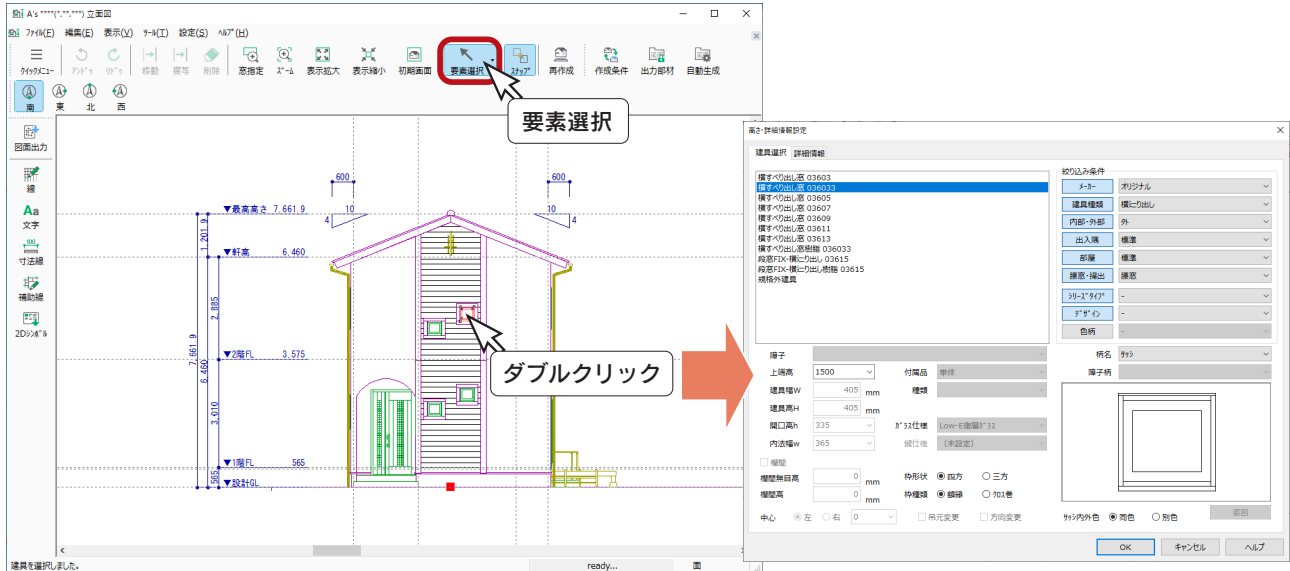 A's ****(*.**.***) 立面図
ﾌｧｲﾙ(F) 編集(E) 表示(V) ﾂｰﾙ(T) 設定(S) ﾍﾙﾌﾟ(H)
ｸｲｯｸﾒﾆｭｰ ｱﾝﾄﾞｩ ﾘﾄﾞｩ 移動 複写 削除 窓指定 ｽﾞｰﾑ 表示拡大 表示縮小 初期画面 要素選択 ｽﾅｯﾌﾟ 再作成 作成条件 出力部材 自動生成
南 東 北 西
要素選択
図面出力
線
Aa
文字
100
寸法線
補助線
2Dｼﾝﾎﾞﾙ
600 600
▼最高高さ 7,661.9
10 10
4 4
1,201.9
▼軒高 6,460
2,885
▼2階FL 3,575
7,661.9
6,460
3,010
▼1階FL 565
565
▼設計GL
ダブルクリック
建具を選択しました。 ready... 面
高さ･詳細情報設定
建具選択 詳細情報
横すべり出し窓 03603
横すべり出し窓 036033
横すべり出し窓 03605
横すべり出し窓 03607
横すべり出し窓 03609
横すべり出し窓 03611
横すべり出し窓 03613
横すべり出し窓樹脂 036033
段窓FIX-横辷り出し 03615
段窓FIX-横辷り出し樹脂 03615
規格外建具
絞り込み条件
ﾒｰｶｰ オリジナル
建具種類 横辷り出し
内部･外部 外
出入隅 標準
部屋 標準
腰窓･掃出 腰窓
ｼﾘｰｽﾞﾀｲﾌﾟ -
ﾃﾞｻﾞｲﾝ -
色柄 -
障子
上端高 1500 付属品 単体
建具幅W 405 mm 種類
建具高H 405 mm
開口高h 335 ｶﾞﾗｽ仕様 Low-E複層ｶﾞﾗｽ
内法幅w 365 鍵仕様 （未設定）
欄間
欄間無目高 0 mm 枠形状 四方 三方
欄間高 0 mm 枠種類 額縁 ｸﾛｽ巻
中心 左 右 0 吊元変更 方向変更
柄名 ｻｯｼ
障子柄
ｻｯｼ内外色 同色 別色 姿図
OK キャンセル ヘルプ